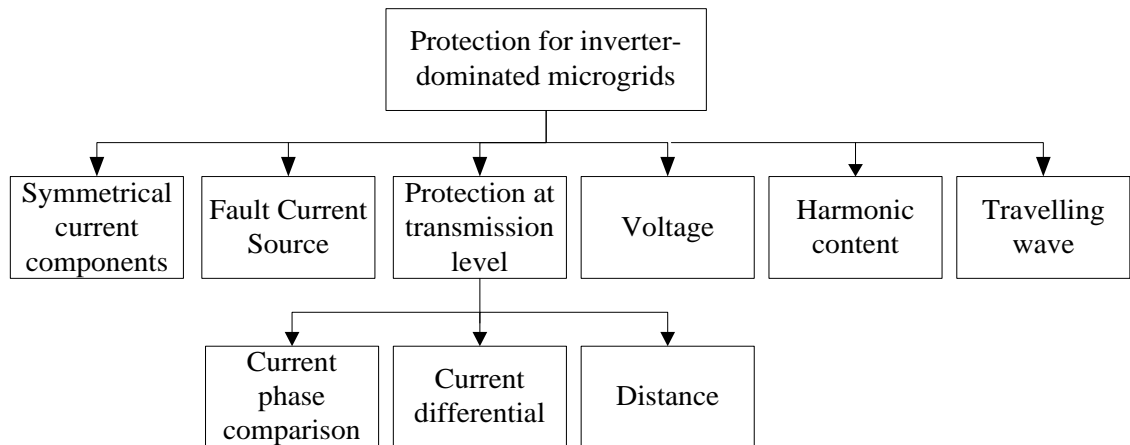 Protection for inverter-
dominated microgrids
Symmetrical
current
components
Fault Current
Source
Protection at
transmission
level
Voltage
Harmonic
content
Travelling
wave
Current
phase
comparison
Current
differential
Distance